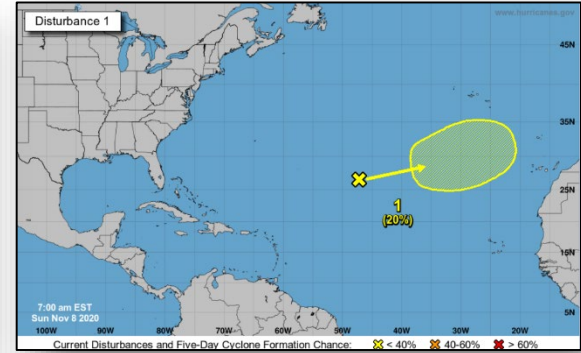 Disturbance 1
www.hurricanes.gov
45N
35N
25N
1
(20%)
15N
5N
7:00 am EST
Sun Nov 8 2020
100W 90W 80W 70W 60W 50W 40W 30W 20W
Current Disturbances and Five-Day Cyclone Formation Chance: < 40% 40-60% > 60%